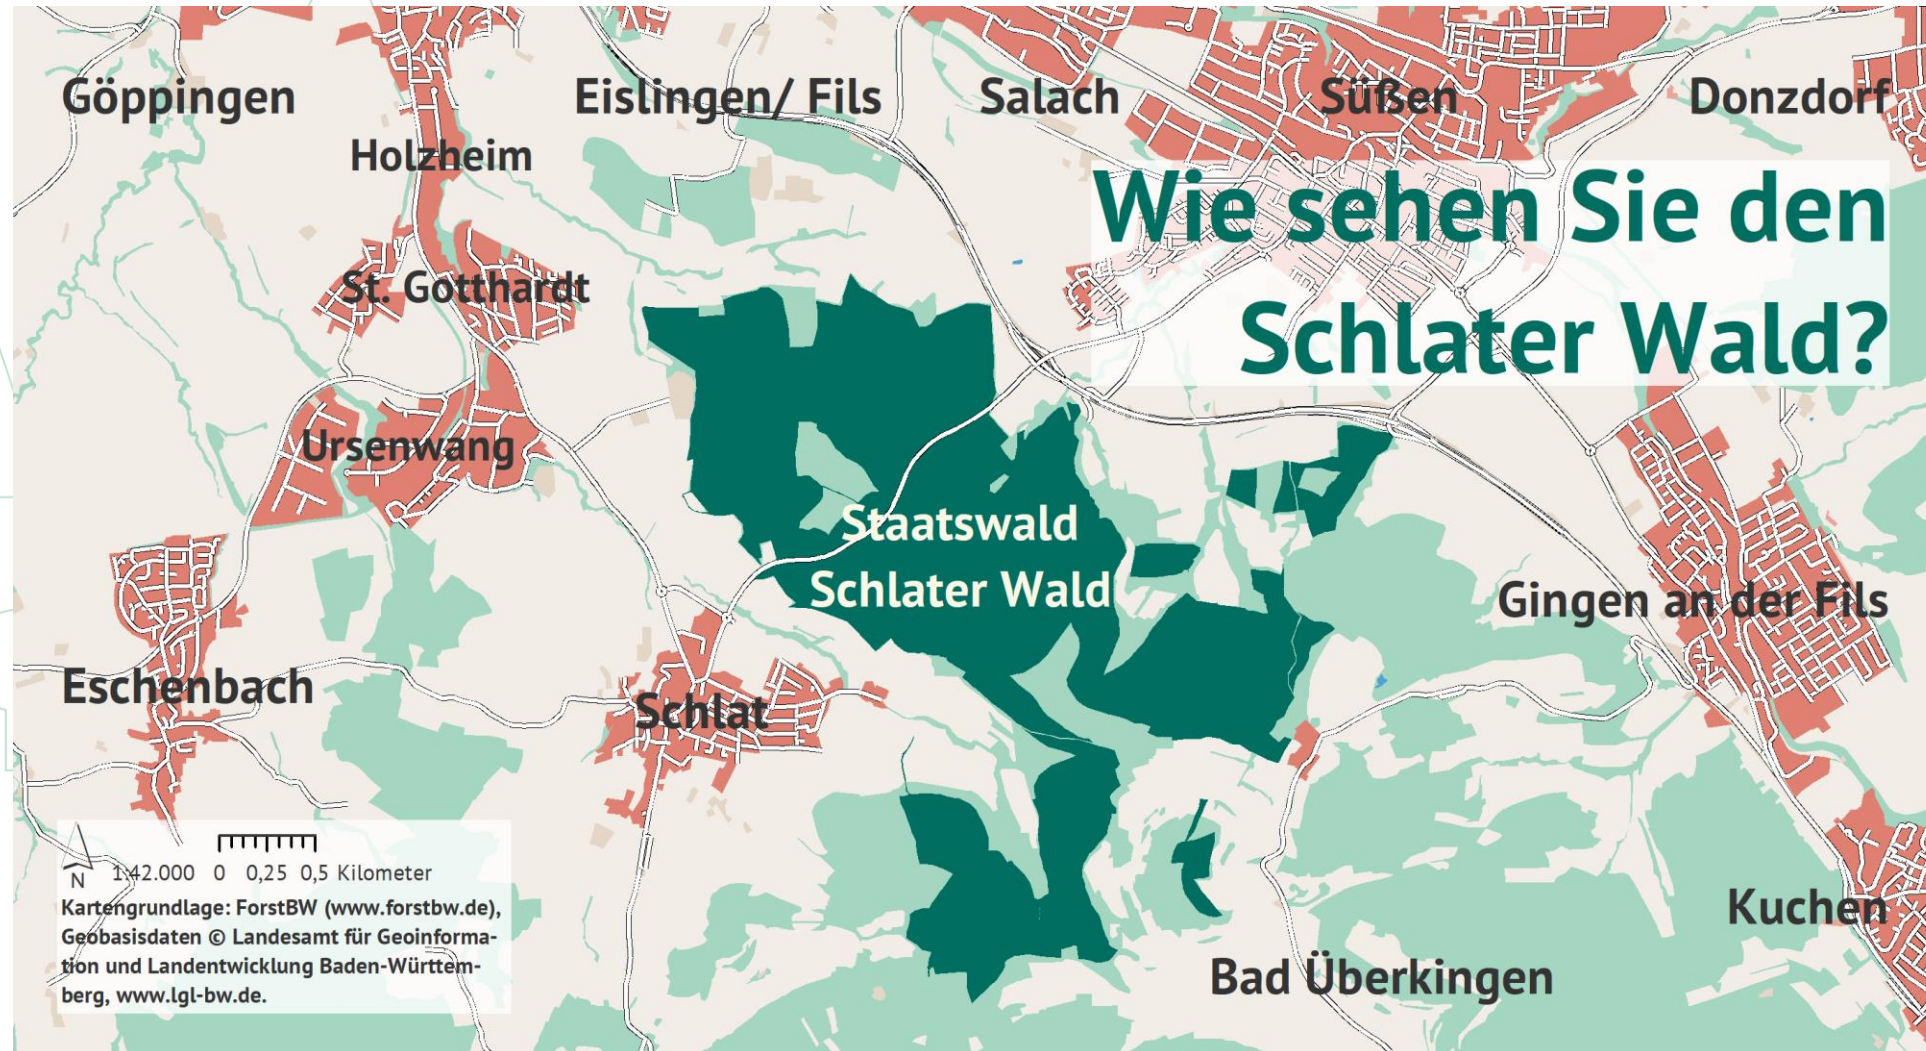 Göppingen
Eislingen/ Fils
Salach
Süßen
Donzdorf
Holzheim
Wie sehen Sie den
Schlater Wald?
St. Gotthardt
Ursenwang
Staatswald
Schlater Wald
Gingen an der Fils
Eschenbach
Schlat
N
1:42.000 0 0,25 0,5 Kilometer
Kartengrundlage: ForstBW (www.forstbw.de),
Geobasisdaten © Landesamt für Geoinforma-
tion und Landentwicklung Baden-Württem-
berg, www.lgl-bw.de.
Kuchen
Bad Überkingen